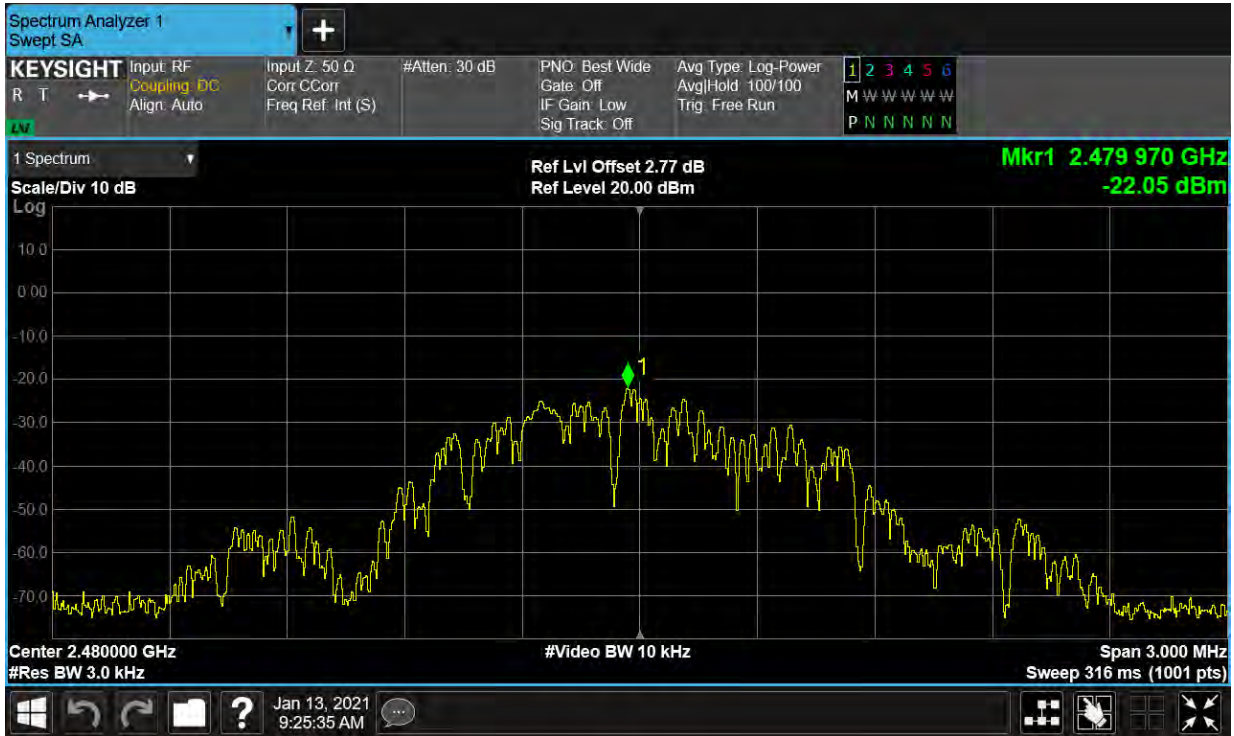 Spectrum Analyzer 1
Swept SA
+
KEYSIGHT Input: RF Input Z: 50 Ω #Atten: 30 dB PNO: Best Wide Avg Type: Log-Power 1 2 3 4 5 6
R T Coupling: DC Corr CCorr Gate: Off Avg|Hold: 100/100 M W W W W W W
Align: Auto Freq Ref: Int (S) IF Gain: Low Trig: Free Run
Sig Track: Off P N N N N N N
LXI
1 Spectrum Ref Lvl Offset 2.77 dB Mkr1 2.479 970 GHz
Scale/Div 10 dB Ref Level 20.00 dBm -22.05 dBm
Log
10.0
0.00
-10.0
1
-20.0
-30.0
-40.0
-50.0
-60.0
-70.0
Center 2.480000 GHz #Video BW 10 kHz Span 3.000 MHz
#Res BW 3.0 kHz Sweep 316 ms (1001 pts)
? Jan 13, 2021
9:25:35 AM